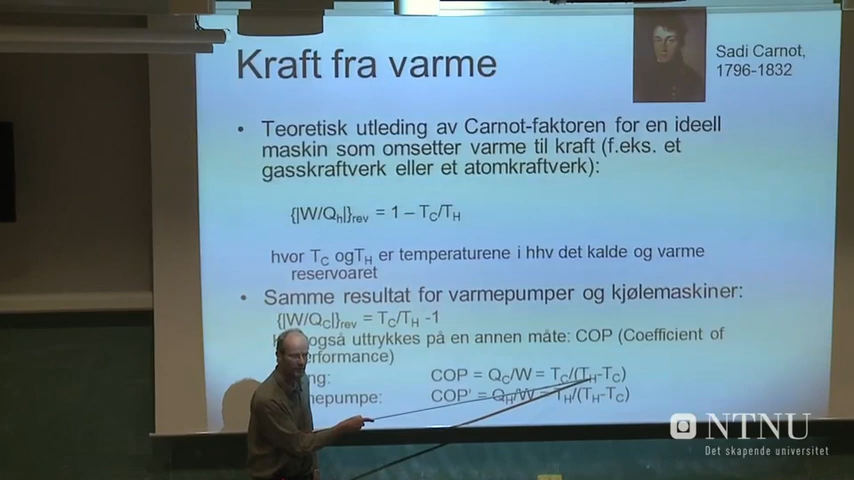 Kraft fra varme
Sadi Carnot,
1796-1832
• Teoretisk utleding av Carnot-faktoren for en ideell
maskin som omsetter varme til kraft (f.eks. et
gasskraftverk eller et atomkraftverk):
{|W/Qh|}rev = 1 – TC/TH
hvor TC ogTH er temperaturene i hhv det kalde og varme
reservoaret
• Samme resultat for varmepumper og kjølemaskiner:
{|W/QC|}rev = TC/TH -1
også uttrykkes på en annen måte: COP (Coefficient of
erformance)
ng: COP = QC/W = TC/(TH-TC)
mepumpe: COP' = QH/W = TH/(TH-TC)
NTNU
Det skapende universitet